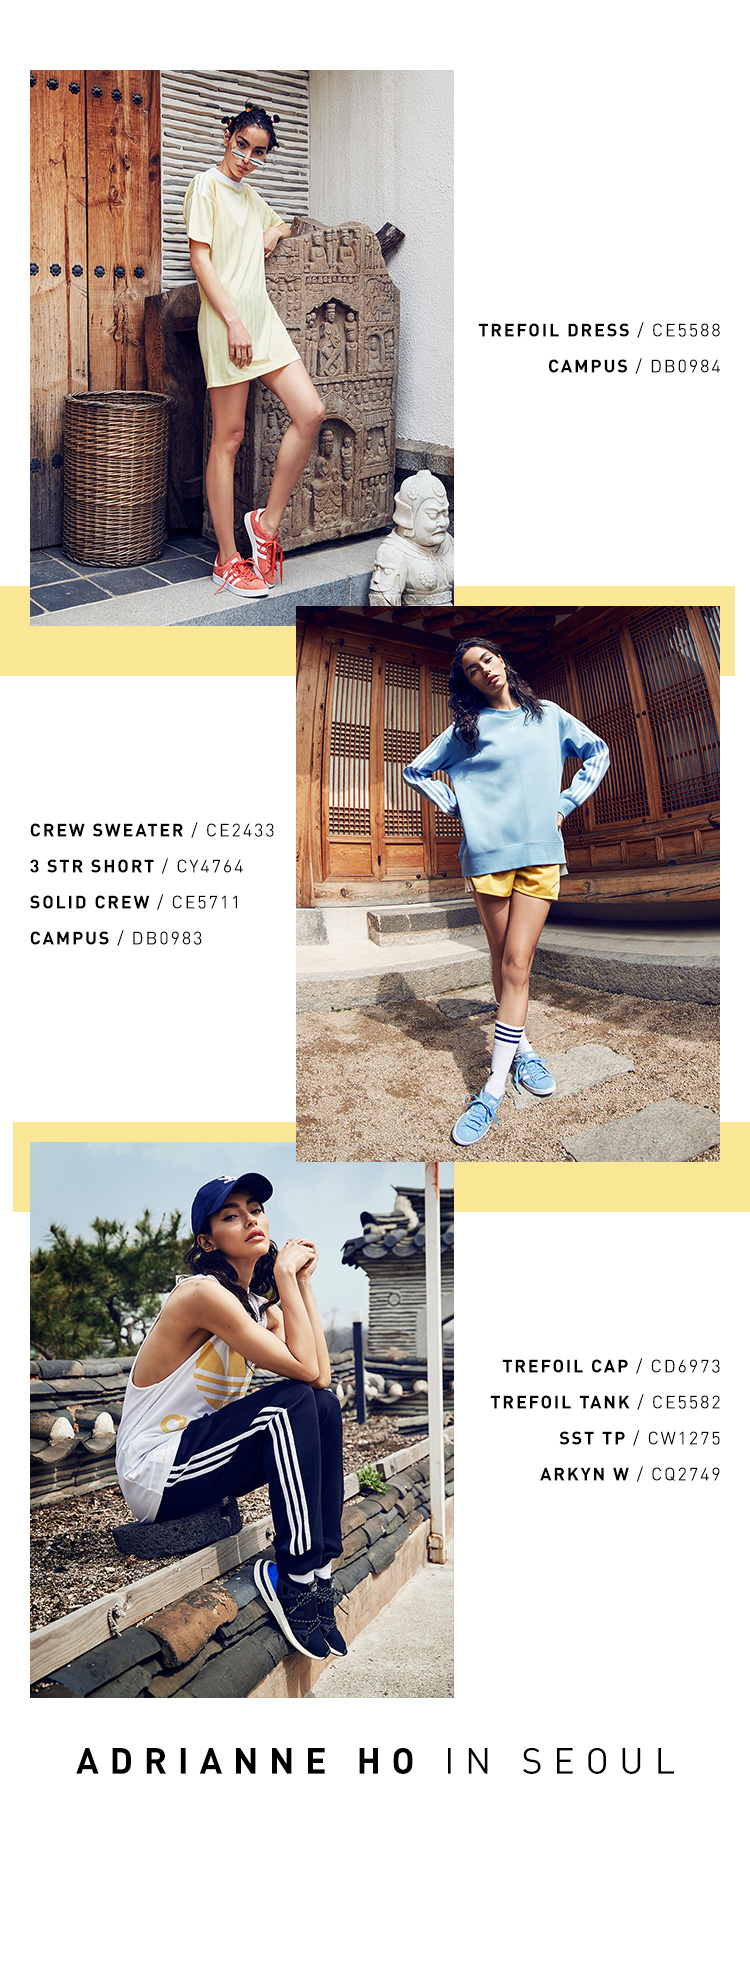 TREFOIL DRESS / CE5588
CAMPUS / DB0984
CREW SWEATER / CE2433
3 STR SHORT / CY4764
SOLID CREW / CE5711
CAMPUS / DB0983
TREFOIL CAP / CD6973
TREFOIL TANK / CE5582
SST TP / CW1275
ARKYN W / CQ2749
ADRIANNE HO IN SEOUL